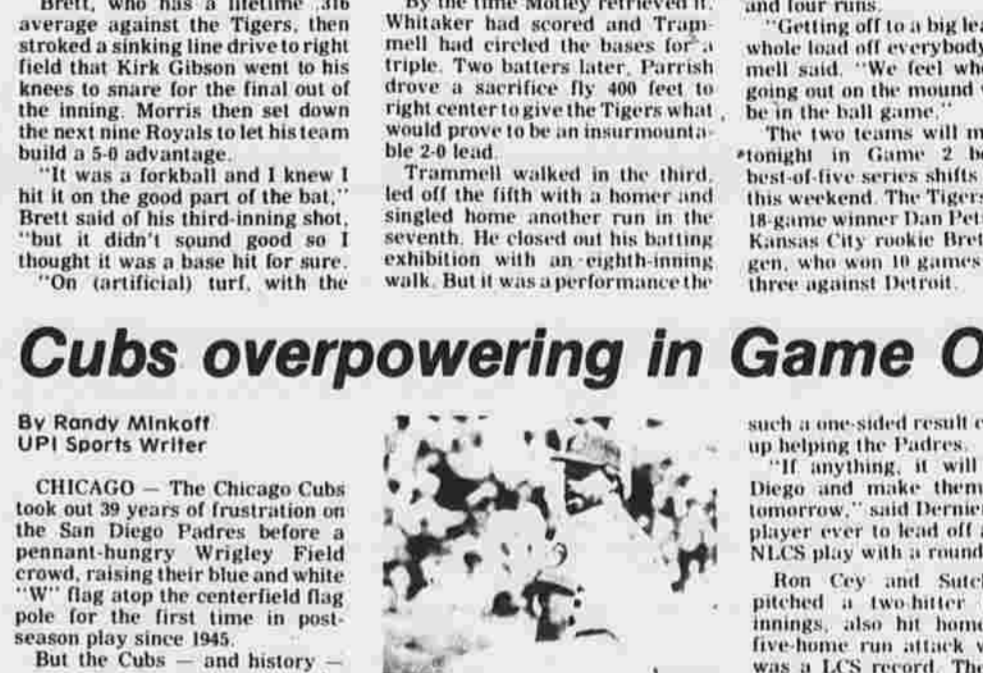 Brett, who has a lifetime .316
average against the Tigers, then
stroked a sinking line drive to right
field that Kirk Gibson went to his
knees to snare for the final out of
the inning. Morris then set down
the next nine Royals to let his team
build a 5-0 advantage.
"It was a forkball and I knew I
hit it on the good part of the bat,"
Brett said of his third-inning shot,
"but it didn't sound good so I
thought it was a base hit for sure.
"On (artificial) turf, with the
By the time Motley retrieved it,
Whitaker had scored and Tram-
mell had circled the bases for a
triple. Two batters later, Parrish
drove a sacrifice fly 400 feet to
right center to give the Tigers what
would prove to be an insurmounta-
ble 2-0 lead.
Trammell walked in the third,
led off the fifth with a homer and
singled home another run in the
seventh. He closed out his batting
exhibition with an eighth-inning
walk. But it was a performance the
and four runs.
"Getting off to a big lea
whole load off everybody
mell said. "We feel whe
going out on the mound
be in the ball game."
The two teams will m
tonight in Game 2 be
best-of-five series shifts
this weekend. The Tigers
18-game winner Dan Pet
Kansas City rookie Bret
gen, who won 10 games
three against Detroit.
Cubs overpowering in Game O
By Randy Minkoff
UPI Sports Writer
CHICAGO — The Chicago Cubs
took out 39 years of frustration on
the San Diego Padres before a
pennant-hungry Wrigley Field
crowd, raising their blue and white
"W" flag atop the centerfield flag
pole for the first time in post-
season play since 1945.
But the Cubs — and history —
such a one-sided result e
up helping the Padres.
"If anything, it will
Diego and make them
tomorrow," said Dernier
player ever to lead off a
NLCS play with a round
Ron Cey and Sutcl
pitched a two-hitter
innings, also hit home
five-home run attack w
was a LCS record. The